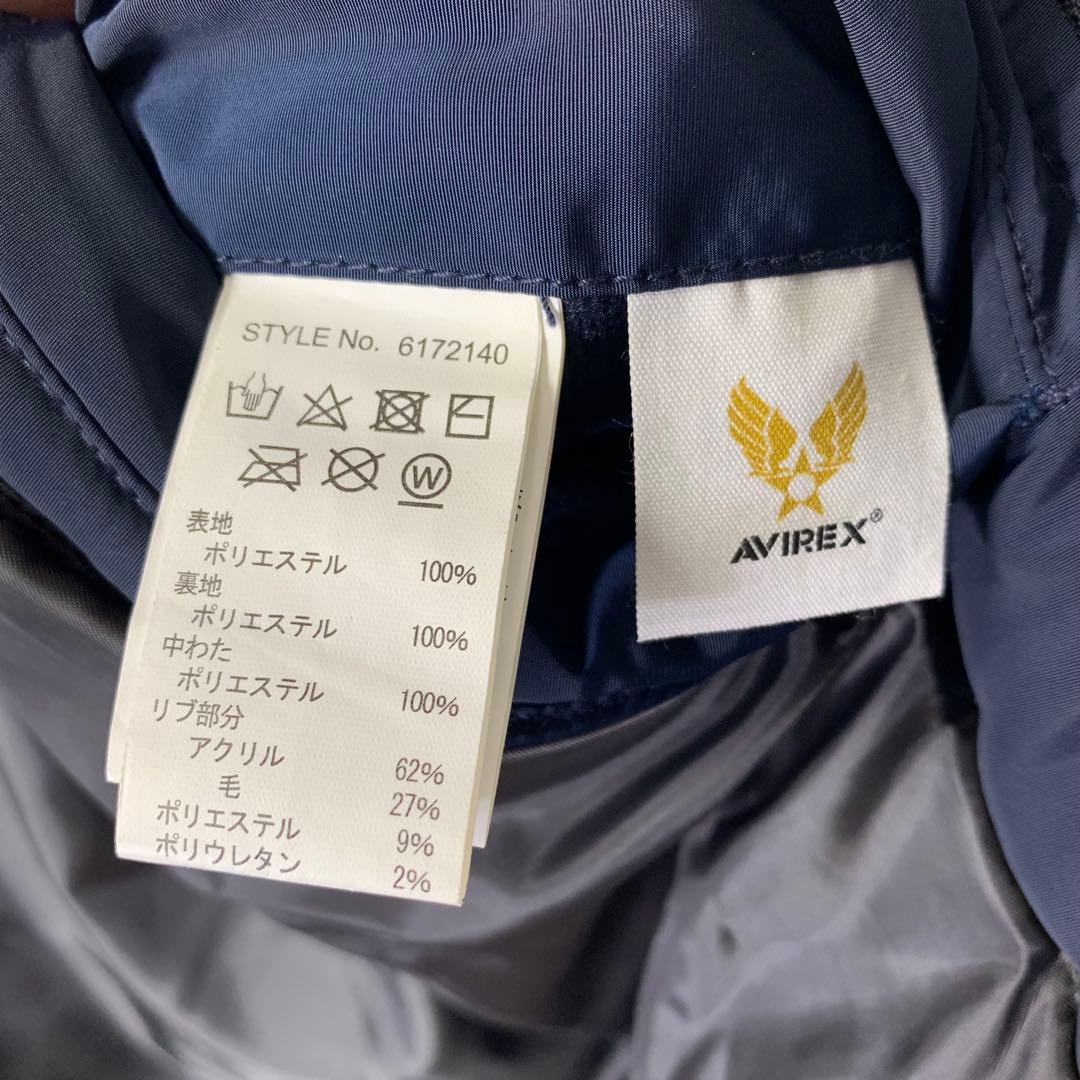 STYLE No. 6172140
W
表地
ポリエステル 100%
裏地
ポリエステル 100%
中わた
ポリエステル 100%
リブ部分
アクリル 62%
毛 27%
ポリエステル 9%
ポリウレタン 2%
AVIREX®